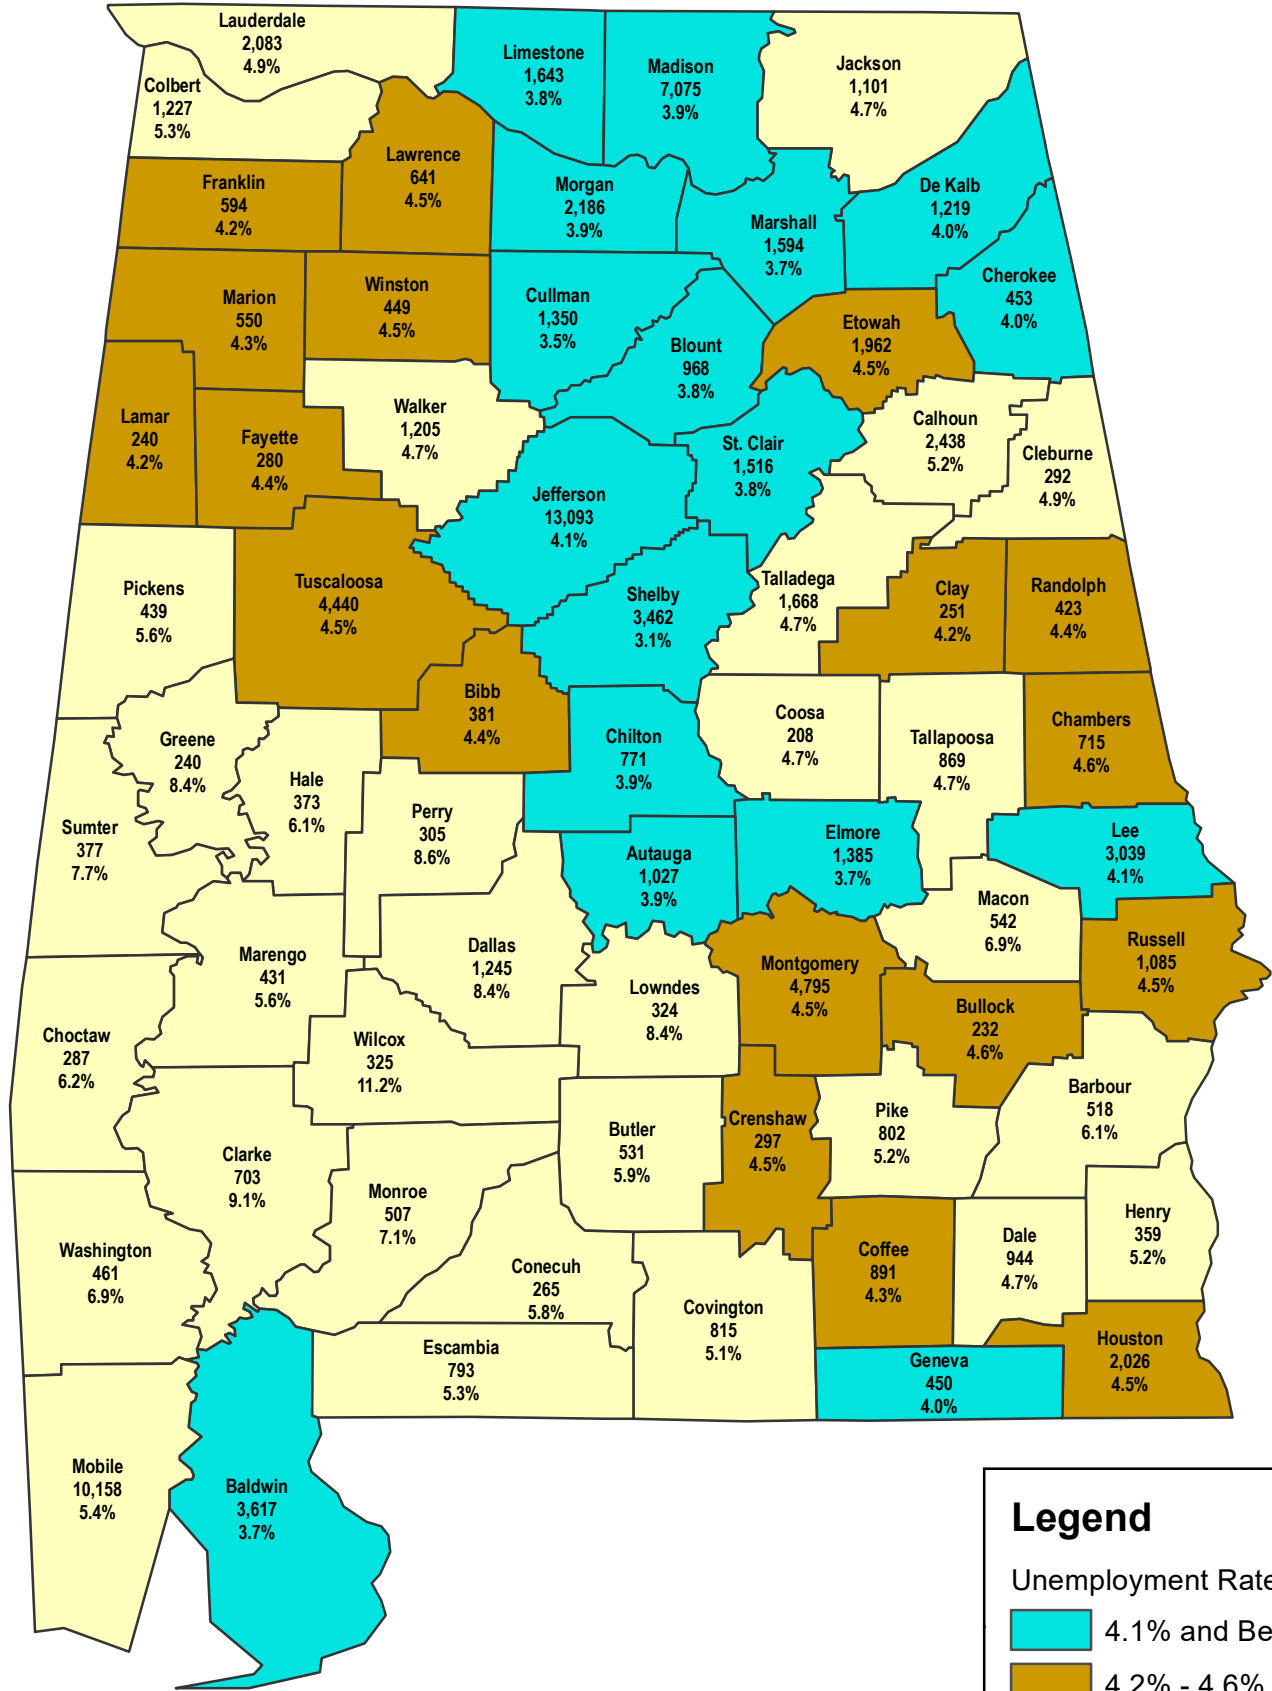 Lauderdale
2,083
4.9%
Limestone
1,643
3.8%
Madison
7,075
3.9%
Jackson
1,101
4.7%
Colbert
1,227
5.3%
Lawrence
641
4.5%
Franklin
594
4.2%
Morgan
2,186
3.9%
Marshall
1,594
3.7%
De Kalb
1,219
4.0%
Cherokee
453
4.0%
Marion
550
4.3%
Winston
449
4.5%
Cullman
1,350
3.5%
Blount
968
3.8%
Etowah
1,962
4.5%
Lamar
240
4.2%
Fayette
280
4.4%
Walker
1,205
4.7%
Jefferson
13,093
4.1%
St. Clair
1,516
3.8%
Calhoun
2,438
5.2%
Cleburne
292
4.9%
Pickens
439
5.6%
Tuscaloosa
4,440
4.5%
Shelby
3,462
3.1%
Talladega
1,668
4.7%
Clay
251
4.2%
Randolph
423
4.4%
Greene
240
8.4%
Hale
373
6.1%
Bibb
381
4.4%
Chilton
771
3.9%
Coosa
208
4.7%
Tallapoosa
869
4.7%
Chambers
715
4.6%
Sumter
377
7.7%
Perry
305
8.6%
Autauga
1,027
3.9%
Elmore
1,385
3.7%
Lee
3,039
4.1%
Marengo
431
5.6%
Dallas
1,245
8.4%
Lowndes
324
8.4%
Montgomery
4,795
4.5%
Macon
542
6.9%
Russell
1,085
4.5%
Bullock
232
4.6%
Choctaw
287
6.2%
Wilcox
325
11.2%
Clarke
703
9.1%
Monroe
507
7.1%
Butler
531
5.9%
Crenshaw
297
4.5%
Pike
802
5.2%
Barbour
518
6.1%
Washington
461
6.9%
Conecuh
265
5.8%
Covington
815
5.1%
Coffee
891
4.3%
Dale
944
4.7%
Henry
359
5.2%
Escambia
793
5.3%
Geneva
450
4.0%
Houston
2,026
4.5%
Mobile
10,158
5.4%
Baldwin
3,617
3.7%
Legend
Unemployment Rate
4.1% and Be
4.2% - 4.6%